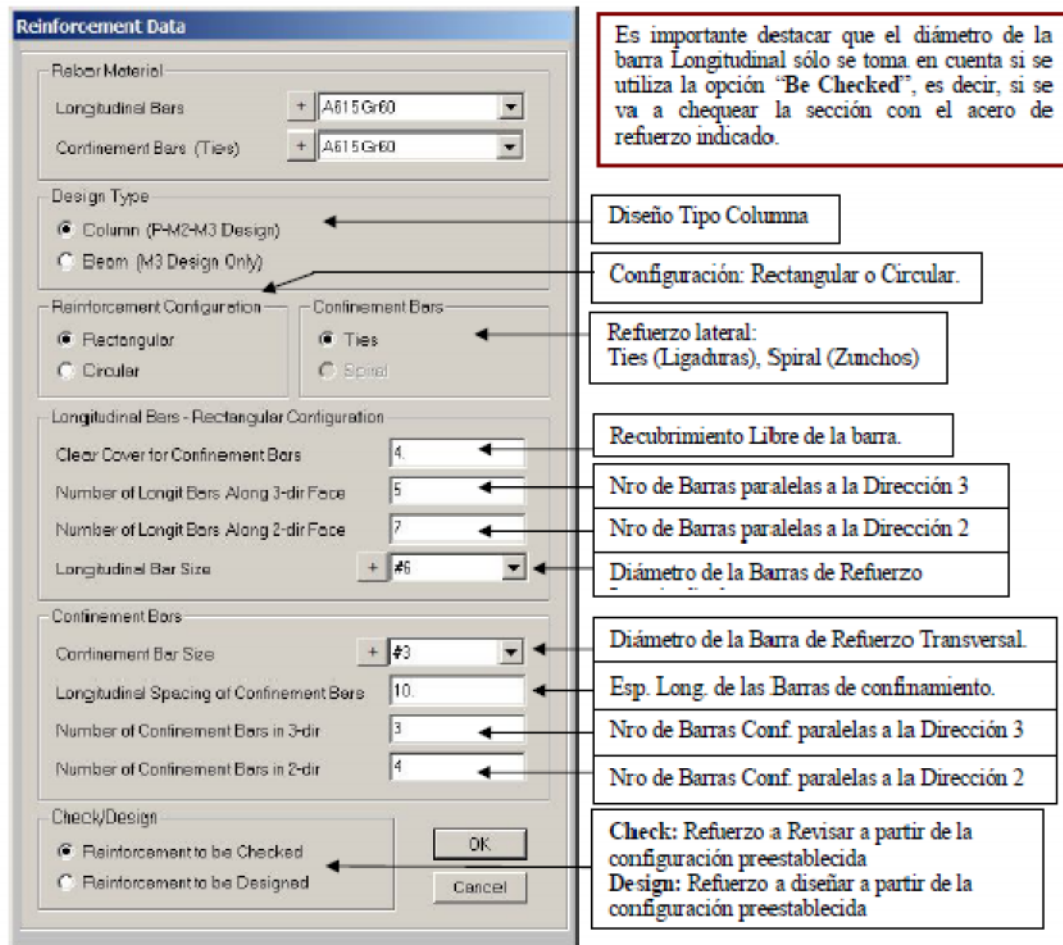 Reinforcement Data
Rebar Material
Longitudinal Bars
+
A615Gr60
Confinement Bars (Ties)
+
A615Gr60
Design Type
Column (P-M2-M3 Design)
Beam (M3 Design Only)
Reinforcement Configuration
Rectangular
Circular
Confinement Bars
Ties
Spiral
Longitudinal Bars - Rectangular Configuration
Clear Cover for Confinement Bars
4.
Number of Longit Bars Along 3-dir Face
5
Number of Longit Bars Along 2-dir Face
7
Longitudinal Bar Size
+
#6
Confinement Bars
Confinement Bar Size
+
#3
Longitudinal Spacing of Confinement Bars
10.
Number of Confinement Bars in 3-dir
3
Number of Confinement Bars in 2-dir
4
Check/Design
Reinforcement to be Checked
Reinforcement to be Designed
OK
Cancel
Es importante destacar que el diámetro de la
barra Longitudinal sólo se toma en cuenta si se
utiliza la opción “Be Checked”, es decir, si se
va a chequear la sección con el acero de
refuerzo indicado.
Diseño Tipo Columna
Configuración: Rectangular o Circular.
Refuerzo lateral:
Ties (Ligaduras), Spiral (Zunchos)
Recubrimiento Libre de la barra.
Nro de Barras paralelas a la Dirección 3
Nro de Barras paralelas a la Dirección 2
Diámetro de la Barras de Refuerzo
Diámetro de la Barra de Refuerzo Transversal.
Esp. Long. de las Barras de confinamiento.
Nro de Barras Conf. paralelas a la Dirección 3
Nro de Barras Conf. paralelas a la Dirección 2
Check: Refuerzo a Revisar a partir de la
configuración preestablecida
Design: Refuerzo a diseñar a partir de la
configuración preestablecida